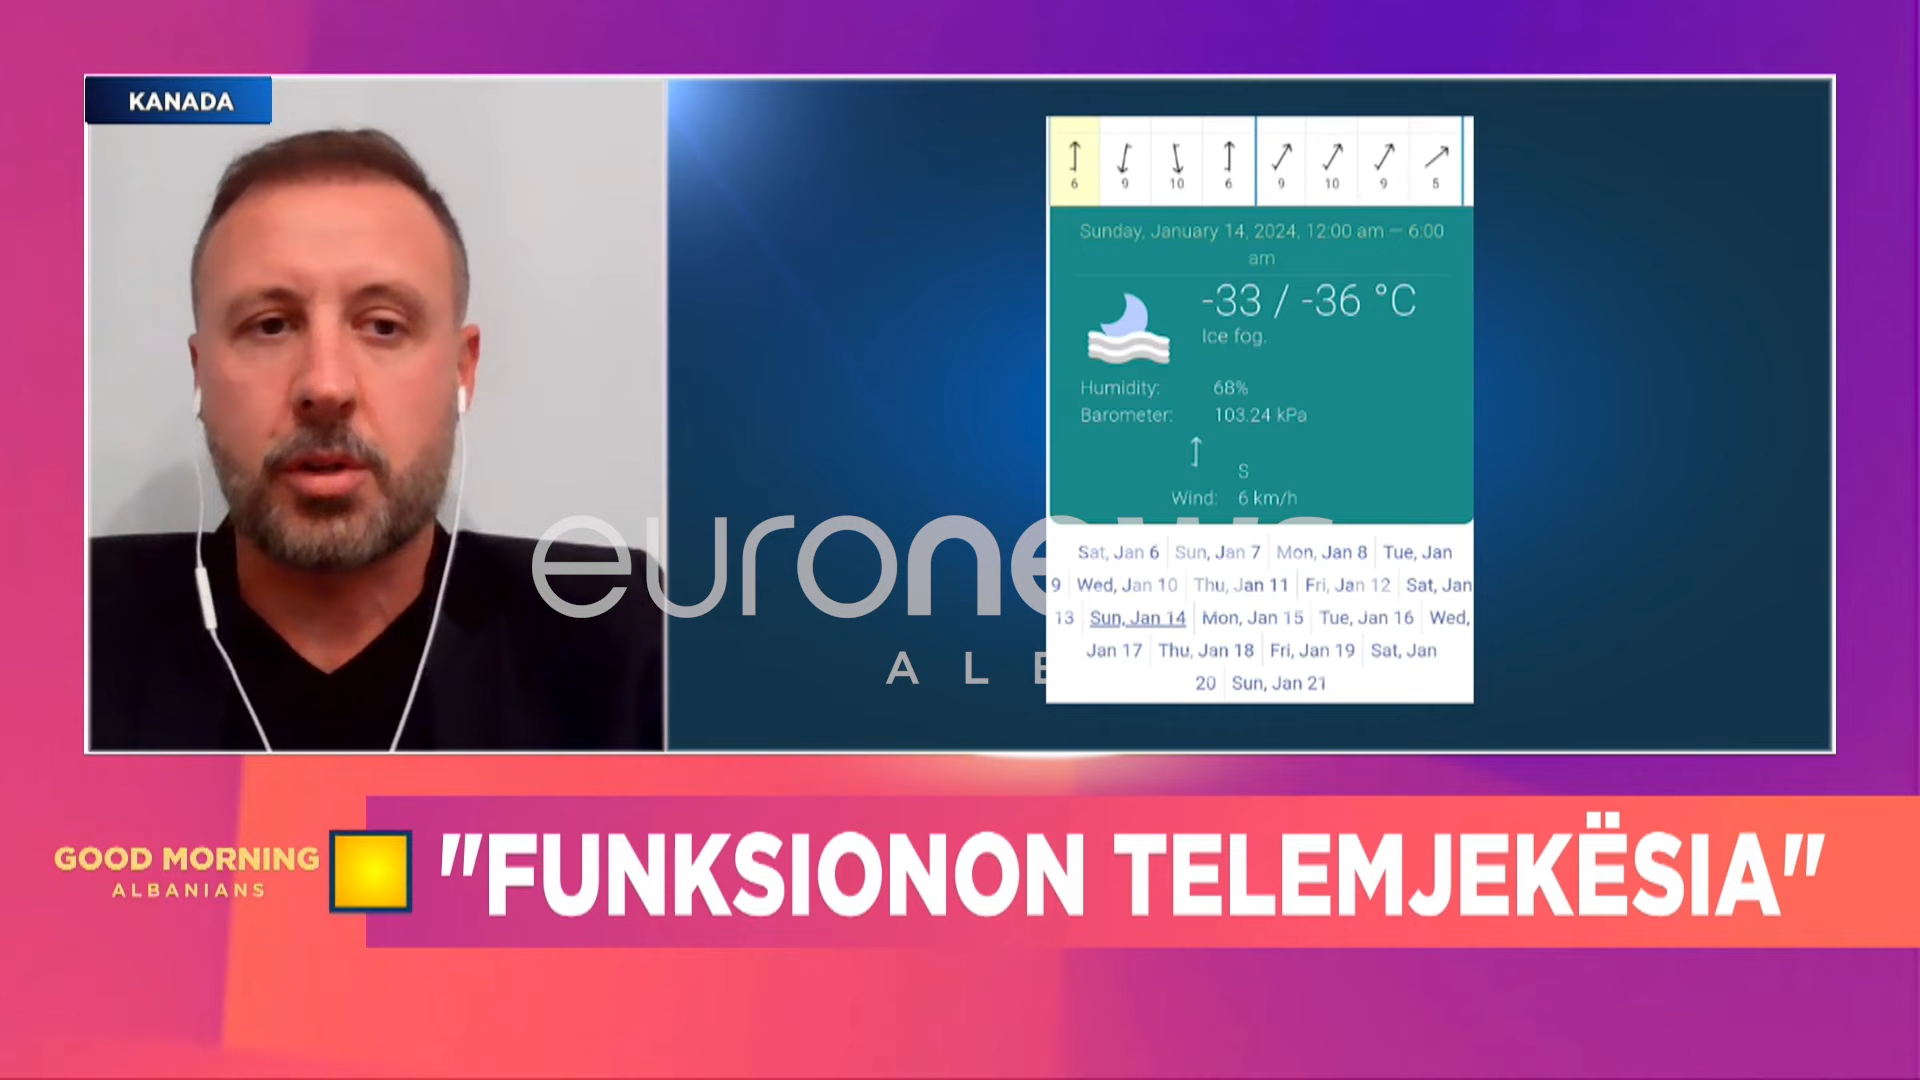 KANADA
6 9 10 6 9 10 9 5
Sunday, January 14, 2024, 12:00 am — 6:00
am
-33 / -36 °C
Ice fog.
Humidity: 68%
Barometer: 103.24 kPa
S
Wind: 6 km/h
euronews
ALB
Sat, Jan 6 Sun, Jan 7 Mon, Jan 8 Tue, Jan
9 Wed, Jan 10 Thu, Jan 11 Fri, Jan 12 Sat, Jan
13 Sun, Jan 14 Mon, Jan 15 Tue, Jan 16 Wed,
Jan 17 Thu, Jan 18 Fri, Jan 19 Sat, Jan
20 Sun, Jan 21
GOOD MORNING
ALBANIANS
"FUNKSIONON TELEMJEKËSIA"